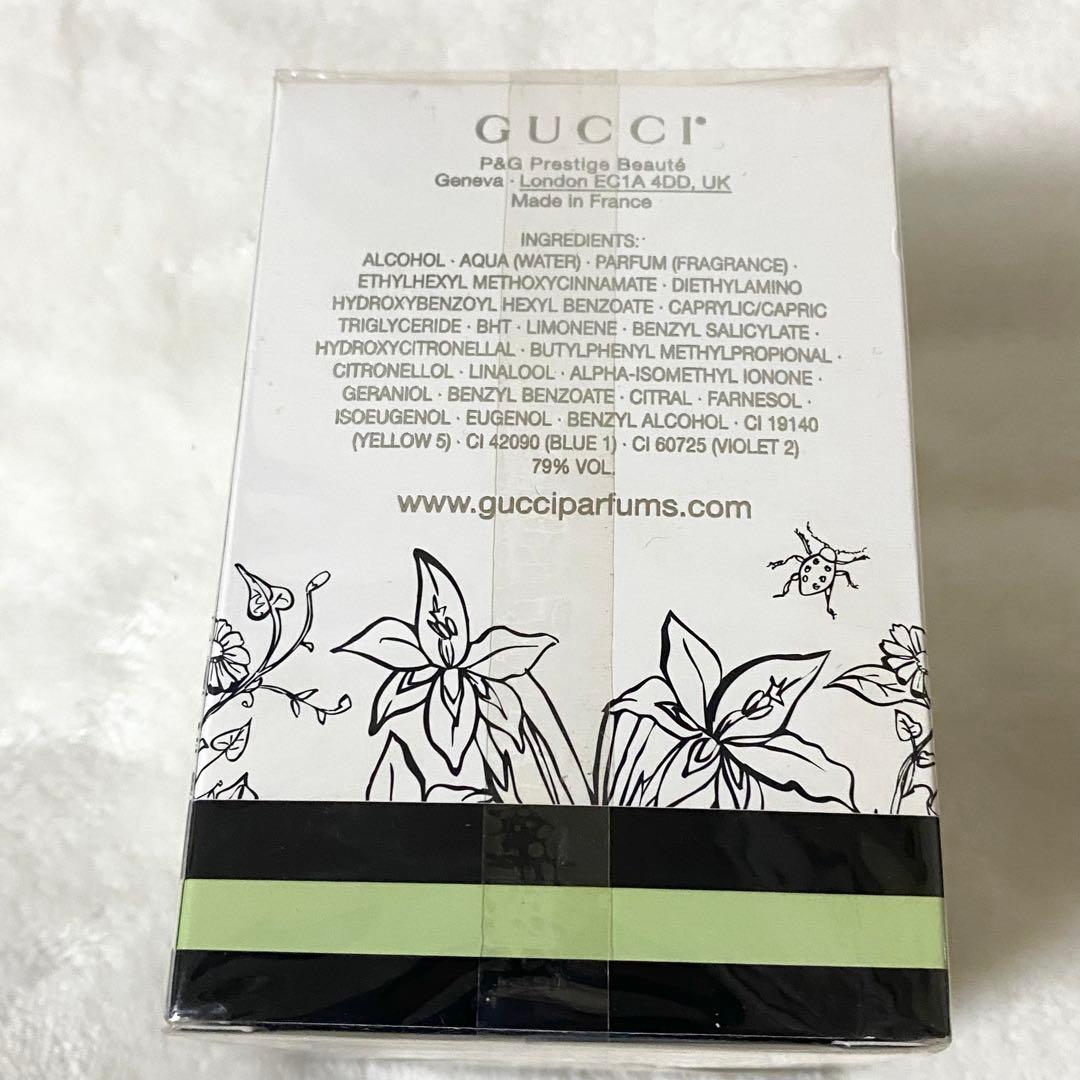 GUCCI
P&G Prestige Beauté
Geneva · London EC1A 4DD, UK
Made in France
INGREDIENTS:
ALCOHOL · AQUA (WATER) · PARFUM (FRAGRANCE) ·
ETHYLHEXYL METHOXYCINNAMATE · DIETHYLAMINO
HYDROXYBENZOYL HEXYL BENZOATE · CAPRYLIC/CAPRIC
TRIGLYCERIDE · BHT · LIMONENE · BENZYL SALICYLATE ·
HYDROXYCITRONELLAL · BUTYLPHENYL METHYLPROPIONAL ·
CITRONELLOL · LINALOOL · ALPHA-ISOMETHYL IONONE ·
GERANIOL · BENZYL BENZOATE · CITRAL · FARNESOL ·
ISOEUGENOL · EUGENOL · BENZYL ALCOHOL · CI 19140
(YELLOW 5) · CI 42090 (BLUE 1) · CI 60725 (VIOLET 2)
79% VOL.
www.gucciparfums.com